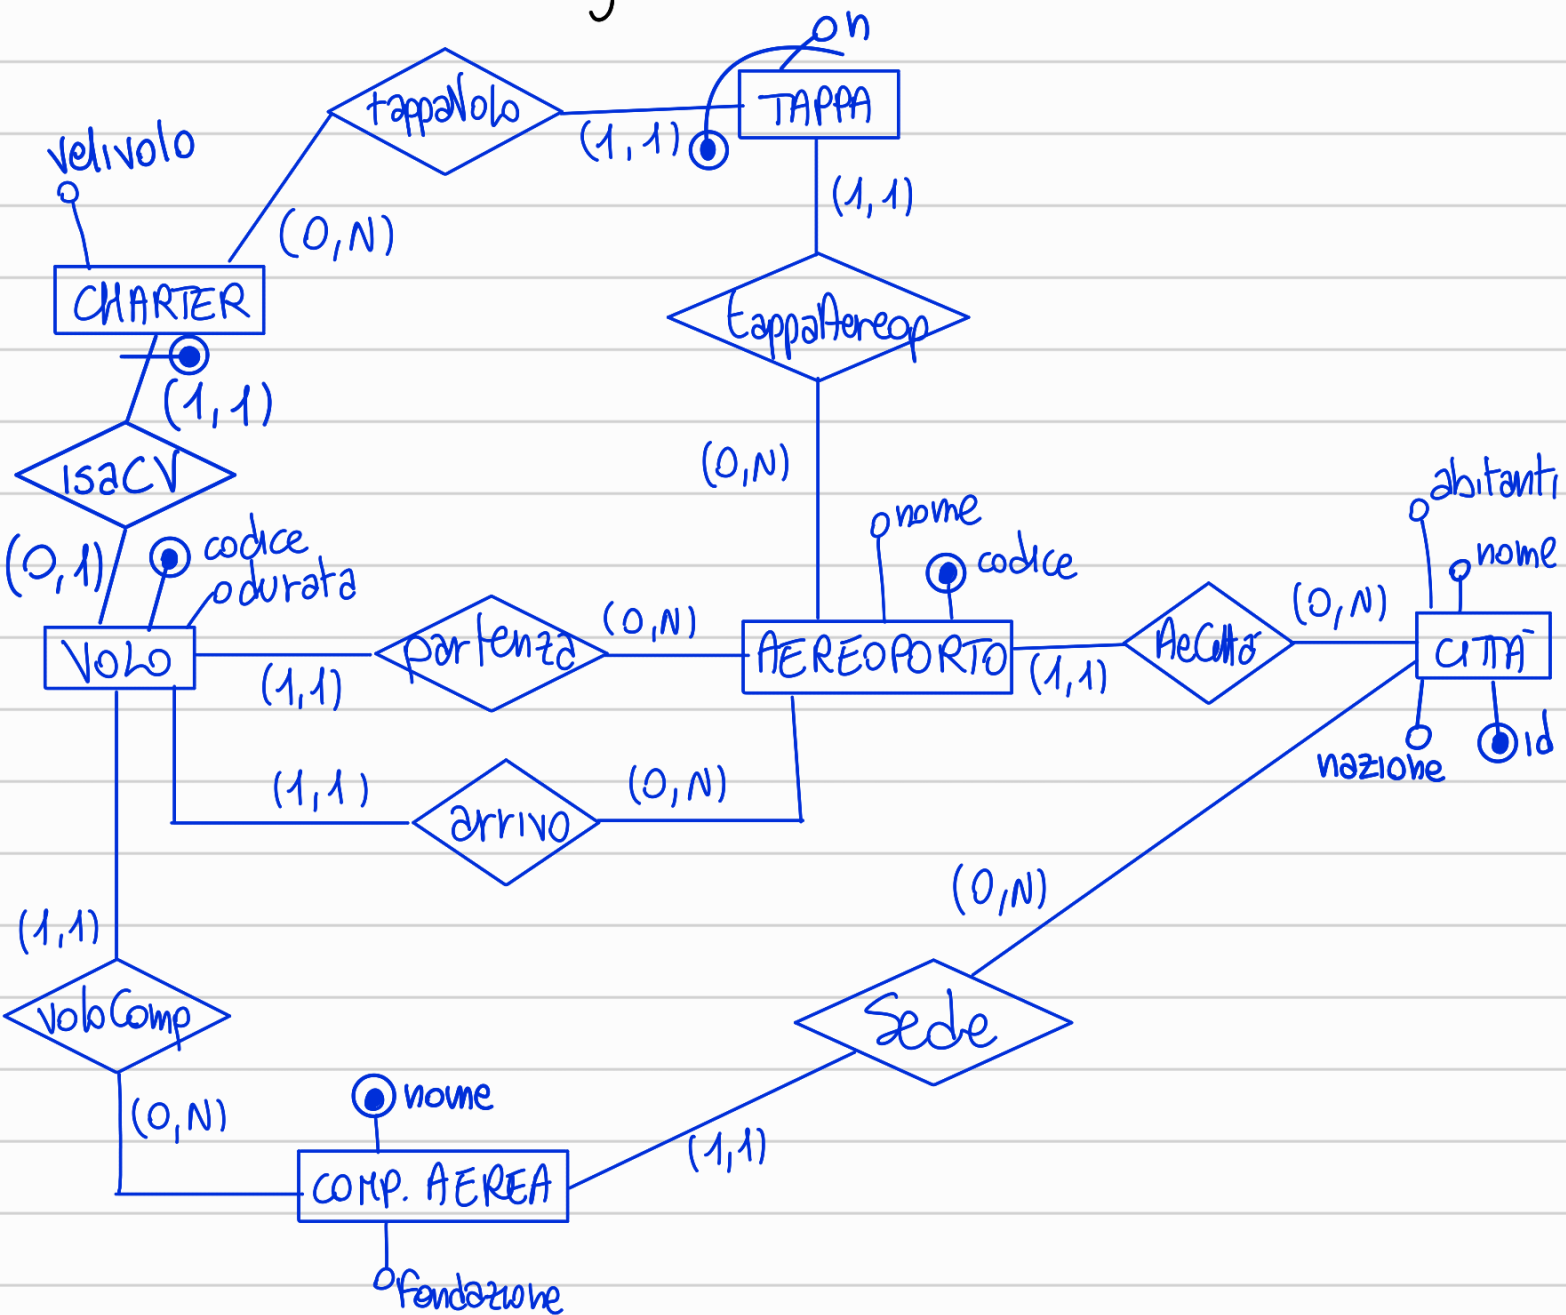 n
tappaVolo
TAPPA
(1,1)
velivolo
(1,1)
(0,N)
CHARTER
tappaAereop
(1,1)
(0,N)
isaCV
abitanti
nome
codice
(0,1)
codice
nome
durata
(0,N)
(0,N)
partenza
VOLO
AEREOPORTO
AeCittà
CITTÀ
(1,1)
(1,1)
nazione
id
(1,1)
(0,N)
arrivo
(0,N)
(1,1)
voloComp
Sede
nome
(0,N)
(1,1)
COMP. AEREA
fondazione